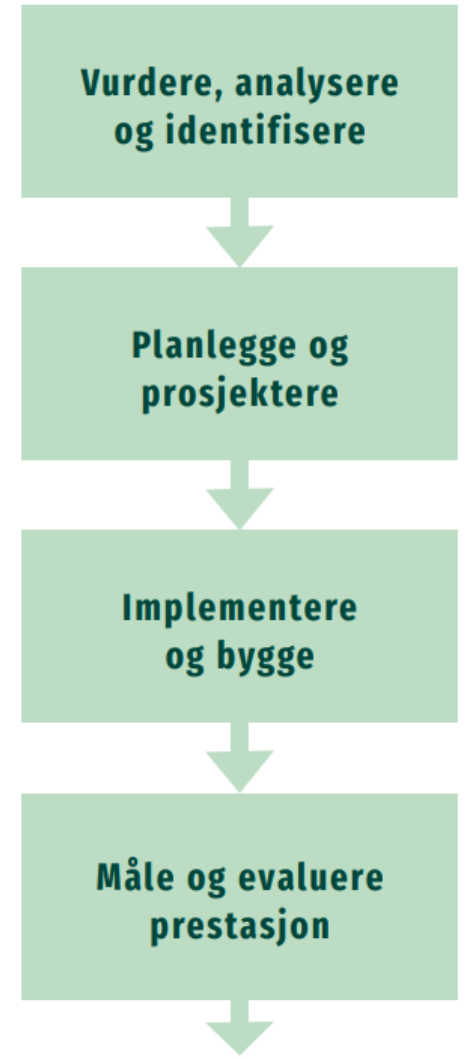 Vurdere, analysere
og identifisere
Planlegge og
prosjektere
Implementere
og bygge
Måle og evaluere
prestasjon